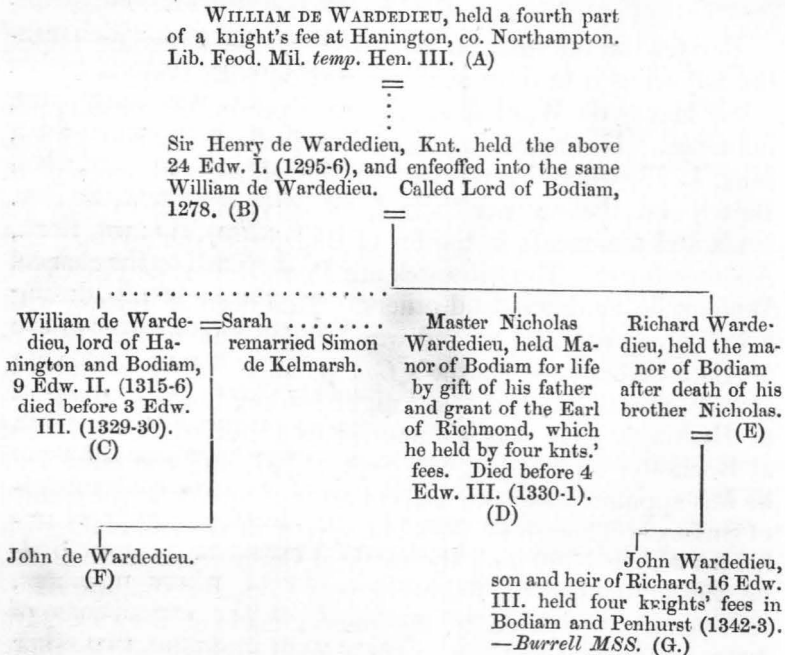 WILLIAM DE WARDEDIEU, held a fourth part
of a knight's fee at Hanington, co. Northampton.
Lib. Feod. Mil. temp. Hen. III. (A)
Sir Henry de Wardedieu, Knt. held the above
24 Edw. I. (1295-6), and enfeoffed into the same
William de Wardedieu. Called Lord of Bodiam,
1278. (B)
William de Warde-
dieu, lord of Ha-
nington and Bodiam,
9 Edw. II. (1315-6)
died before 3 Edw.
III. (1329-30).
(C)
=Sarah ........
remarried Simon
de Kelmarsh.
Master Nicholas
Wardedieu, held Ma-
nor of Bodiam for life
by gift of his father
and grant of the Earl
of Richmond, which
he held by four knts.'
fees. Died before 4
Edw. III. (1330-1).
(D)
Richard Warde-
dieu, held the ma-
nor of Bodiam
after death of his
brother Nicholas.
(E)
John de Wardedieu.
(F)
John Wardedieu,
son and heir of Richard, 16 Edw.
III. held four knights' fees in
Bodiam and Penhurst (1342-3).
—Burrell MSS. (G.)